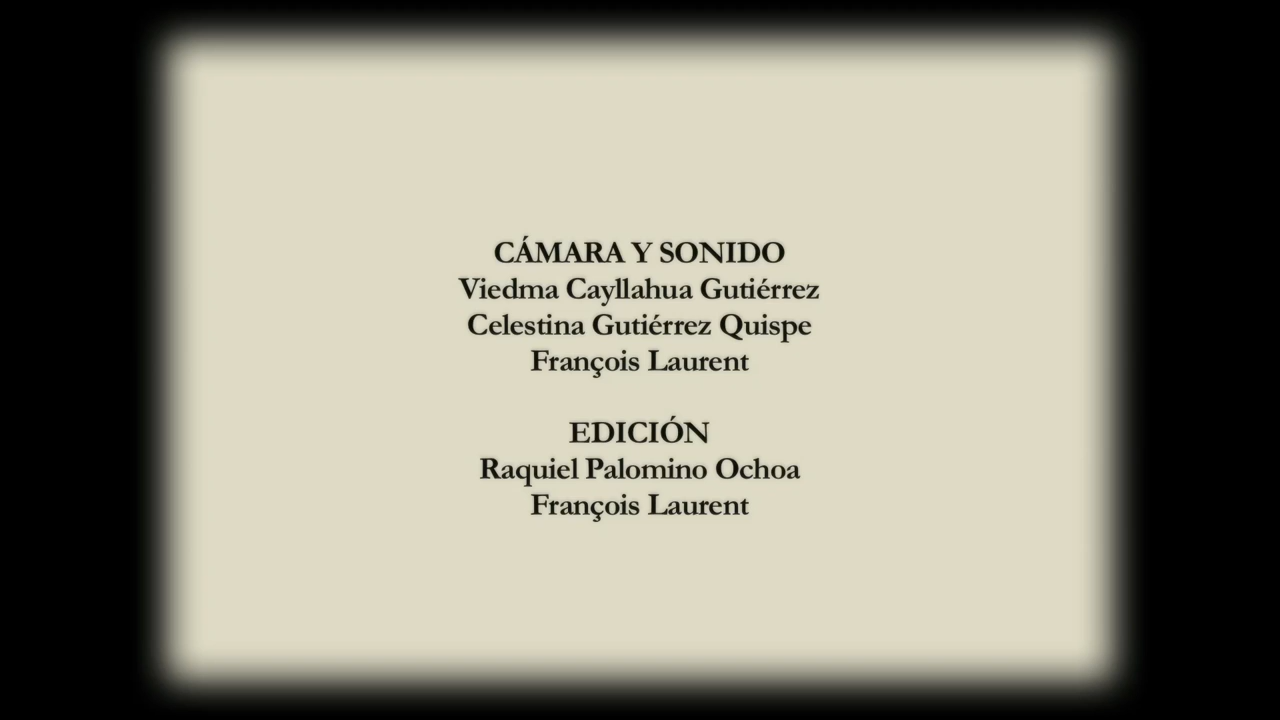 CÁMARA Y SONIDO
Viedma Cayllahua Gutiérrez
Celestina Gutiérrez Quispe
François Laurent
EDICIÓN
Raquiel Palomino Ochoa
François Laurent